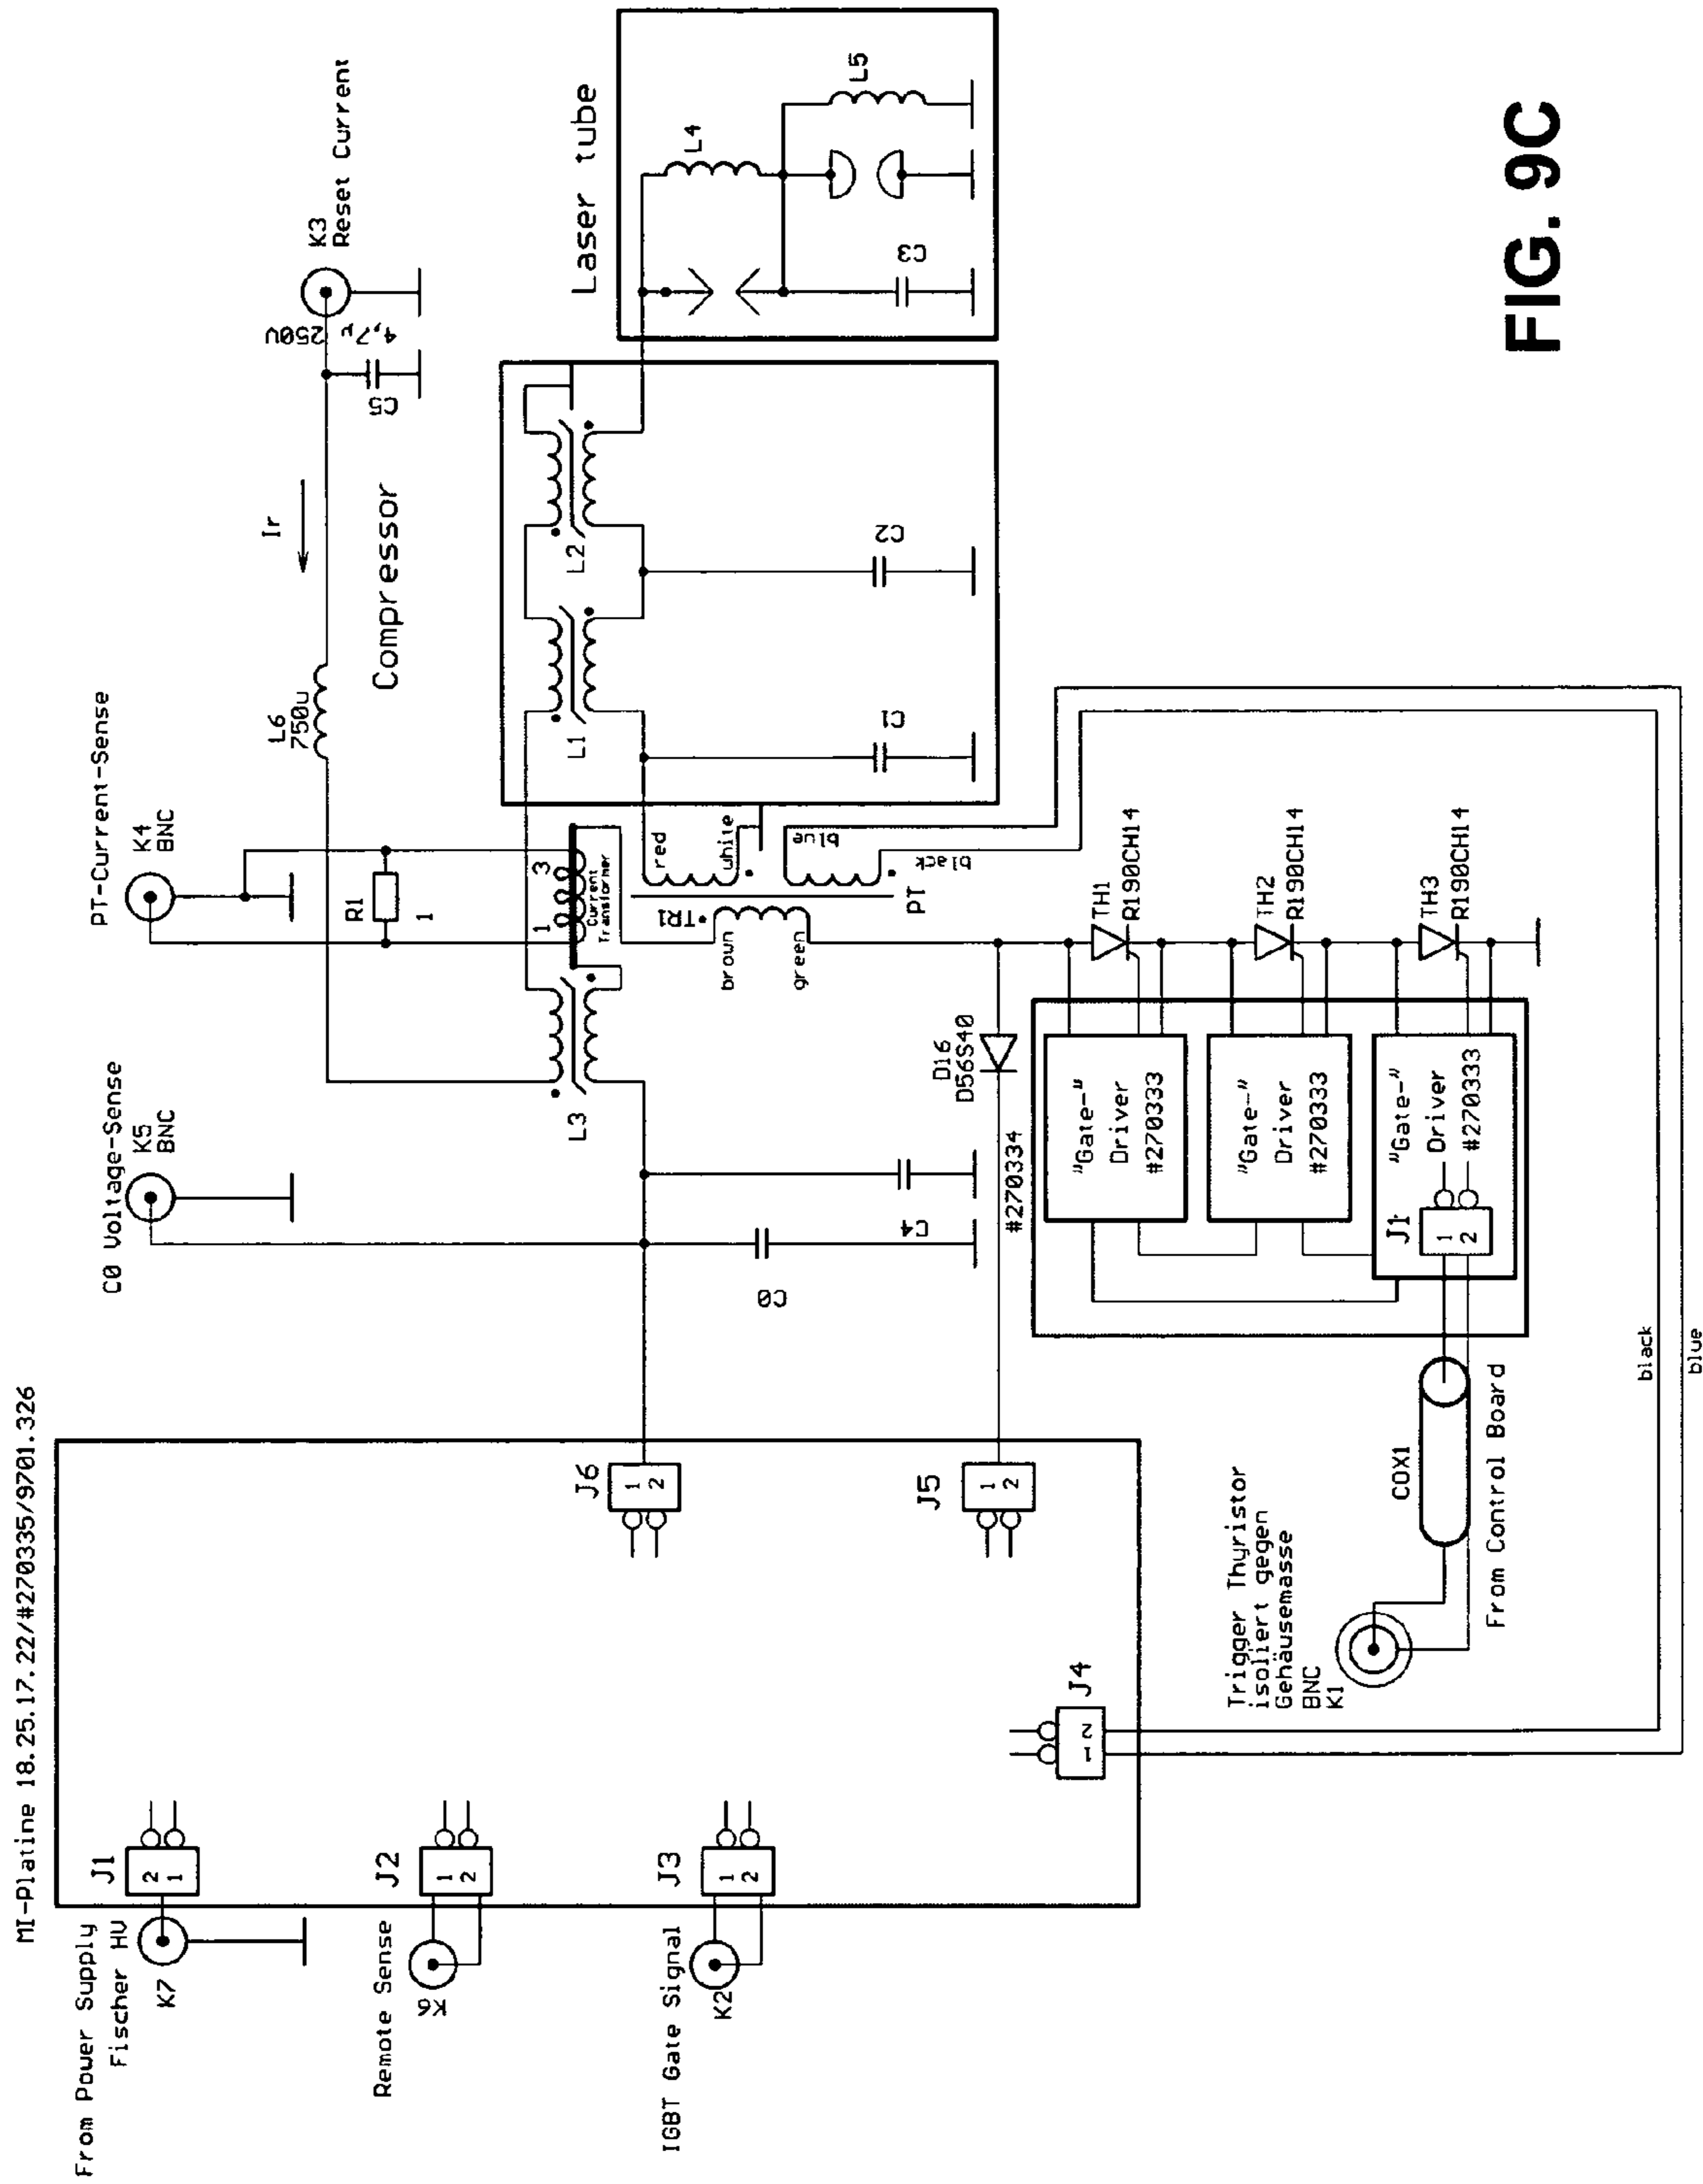 MI-Platine 18.25.17.22/#270335/9701.326
From Power Supply
Fischer HV
K7
J1
2
1
Remote Sense
K6
J2
1
2
IGBT Gate Signal
K2
J3
1
2
J6
1
2
J5
1
2
J4
1
2
C0 Voltage-Sense
K5
BNC
PT-Current-Sense
K4
BNC
R1
1
L6
750u
Ir
K3
Reset Current
4,7µ 250V
C5
Compressor
L3
1
3
Current
Transformer
L1
L2
C1
C2
C0
C4
Laser tube
L4
L5
C3
TR1
PT
brown
green
red
white
blue
black
D16
D56S40
TH1
R190CH14
TH2
R190CH14
TH3
R190CH14
#270334
"Gate-"
Driver
#270333
"Gate-"
Driver
#270333
"Gate-"
Driver
#270333
J1
1
2
Trigger Thyristor
isoliert gegen
Gehäusemasse
BNC
K1
COX1
From Control Board
black
blue
FIG. 9C